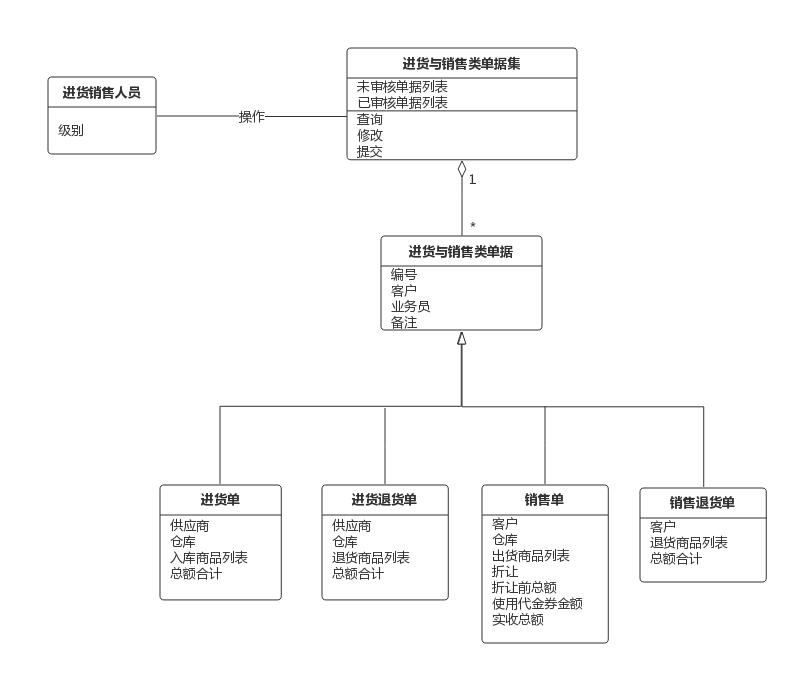 进货与销售类单据集
未审核单据列表
已审核单据列表
查询
修改
提交
进货销售人员
级别
操作
1
*
进货与销售类单据
编号
客户
业务员
备注
进货单
供应商
仓库
入库商品列表
总额合计
进货退货单
供应商
仓库
退货商品列表
总额合计
销售单
客户
仓库
出货商品列表
折让
折让前总额
使用代金券金额
实收总额
销售退货单
客户
退货商品列表
总额合计